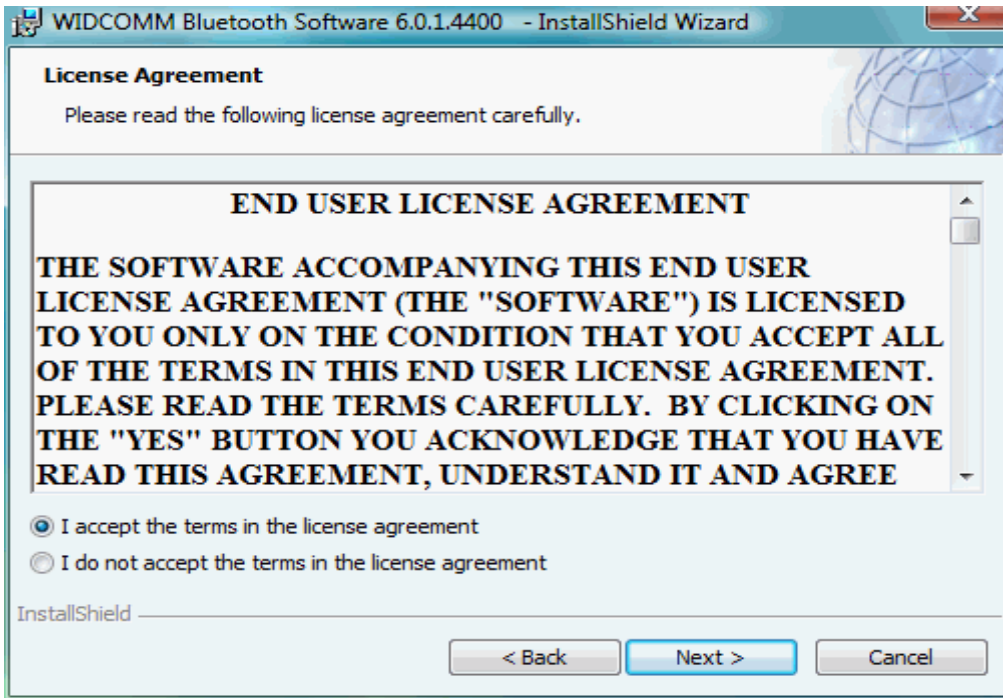 WIDCOMM Bluetooth Software 6.0.1.4400 - InstallShield Wizard
License Agreement
Please read the following license agreement carefully.
END USER LICENSE AGREEMENT
THE SOFTWARE ACCOMPANYING THIS END USER
LICENSE AGREEMENT (THE "SOFTWARE") IS LICENSED
TO YOU ONLY ON THE CONDITION THAT YOU ACCEPT ALL
OF THE TERMS IN THIS END USER LICENSE AGREEMENT.
PLEASE READ THE TERMS CAREFULLY.  BY CLICKING ON
THE "YES" BUTTON YOU ACKNOWLEDGE THAT YOU HAVE
READ THIS AGREEMENT, UNDERSTAND IT AND AGREE
I accept the terms in the license agreement
I do not accept the terms in the license agreement
InstallShield
< Back Next > Cancel